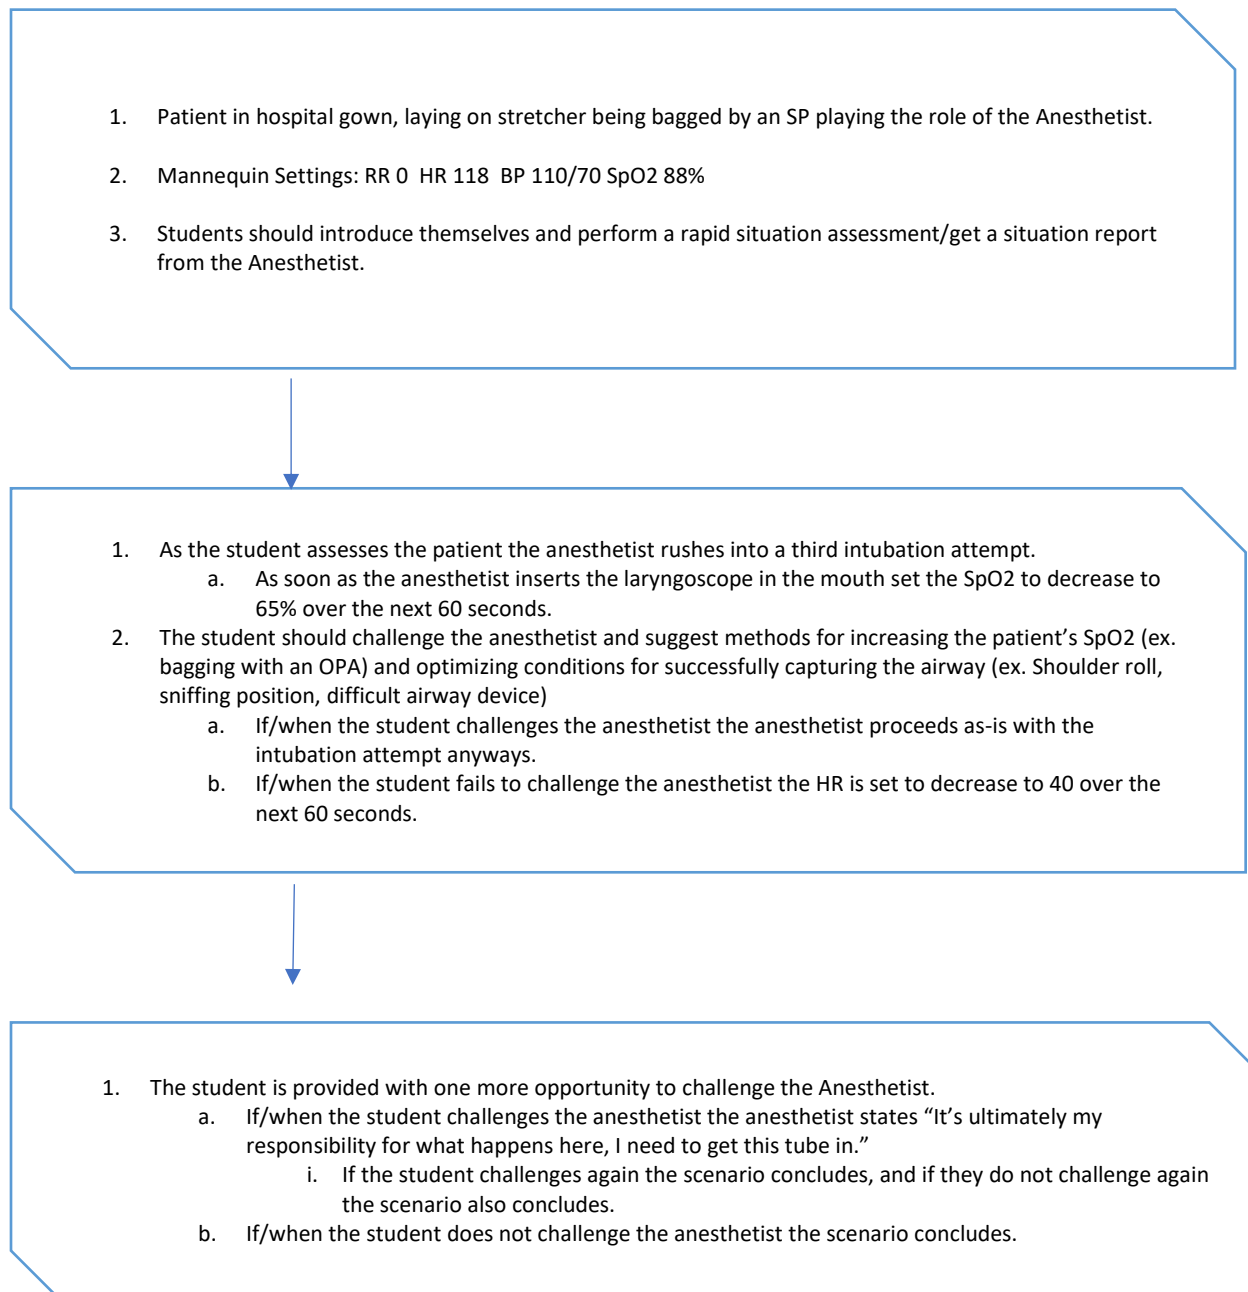 1. Patient in hospital gown, laying on stretcher being bagged by an SP playing the role of the Anesthetist.
2. Mannequin Settings: RR 0  HR 118  BP 110/70 SpO2 88%
3. Students should introduce themselves and perform a rapid situation assessment/get a situation report
from the Anesthetist.
1. As the student assesses the patient the anesthetist rushes into a third intubation attempt.
a. As soon as the anesthetist inserts the laryngoscope in the mouth set the SpO2 to decrease to
65% over the next 60 seconds.
2. The student should challenge the anesthetist and suggest methods for increasing the patient's SpO2 (ex.
bagging with an OPA) and optimizing conditions for successfully capturing the airway (ex. Shoulder roll,
sniffing position, difficult airway device)
a. If/when the student challenges the anesthetist the anesthetist proceeds as-is with the
intubation attempt anyways.
b. If/when the student fails to challenge the anesthetist the HR is set to decrease to 40 over the
next 60 seconds.
1. The student is provided with one more opportunity to challenge the Anesthetist.
a. If/when the student challenges the anesthetist the anesthetist states “It’s ultimately my
responsibility for what happens here, I need to get this tube in.”
i. If the student challenges again the scenario concludes, and if they do not challenge again
the scenario also concludes.
b. If/when the student does not challenge the anesthetist the scenario concludes.